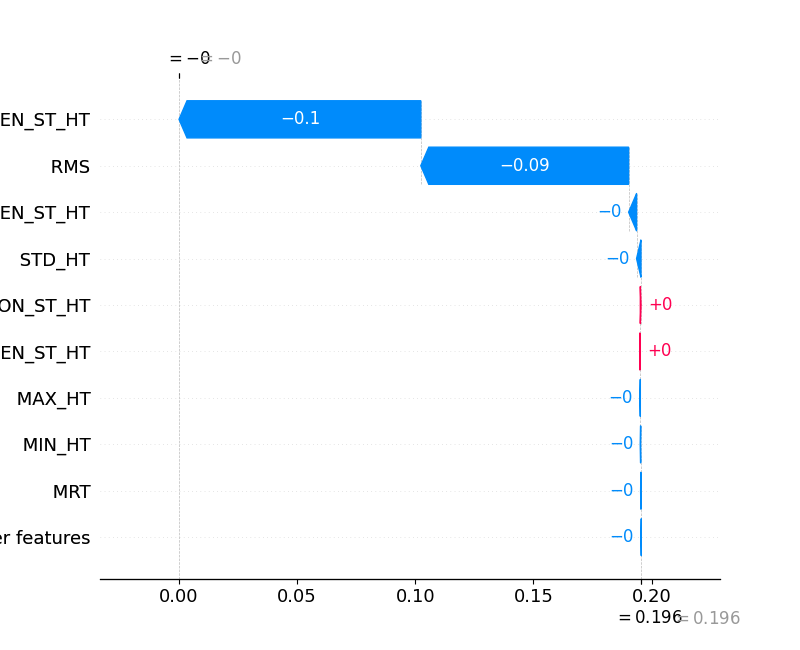 = −0 = −0
EN_ST_HT −0.1
RMS −0.09
EN_ST_HT −0
STD_HT −0
ON_ST_HT +0
EN_ST_HT +0
MAX_HT −0
MIN_HT −0
MRT −0
er features −0
0.00 0.05 0.10 0.15 0.20
= 0.196 = 0.196